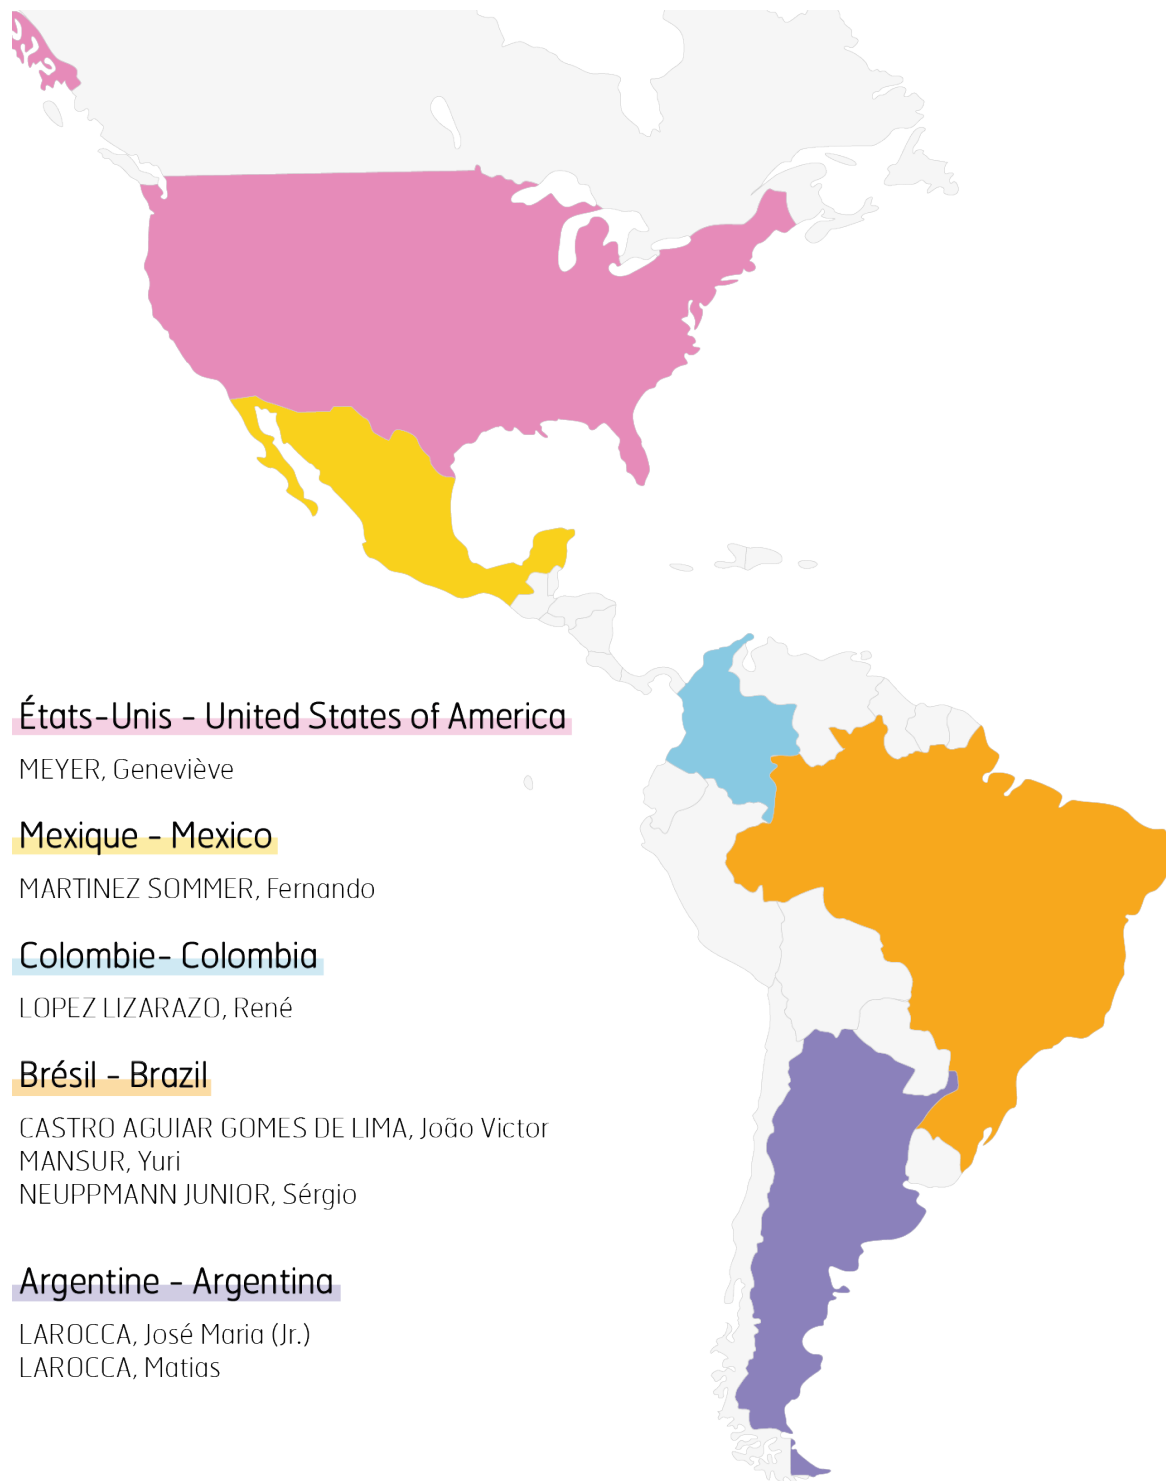 États-Unis - United States of America
MEYER, Geneviève
Mexique - Mexico
MARTINEZ SOMMER, Fernando
Colombie- Colombia
LOPEZ LIZARAZO, René
Brésil - Brazil
CASTRO AGUIAR GOMES DE LIMA, João Victor
MANSUR, Yuri
NEUPPMANN JUNIOR, Sérgio
Argentine - Argentina
LAROCCA, José Maria (Jr.)
LAROCCA, Matias